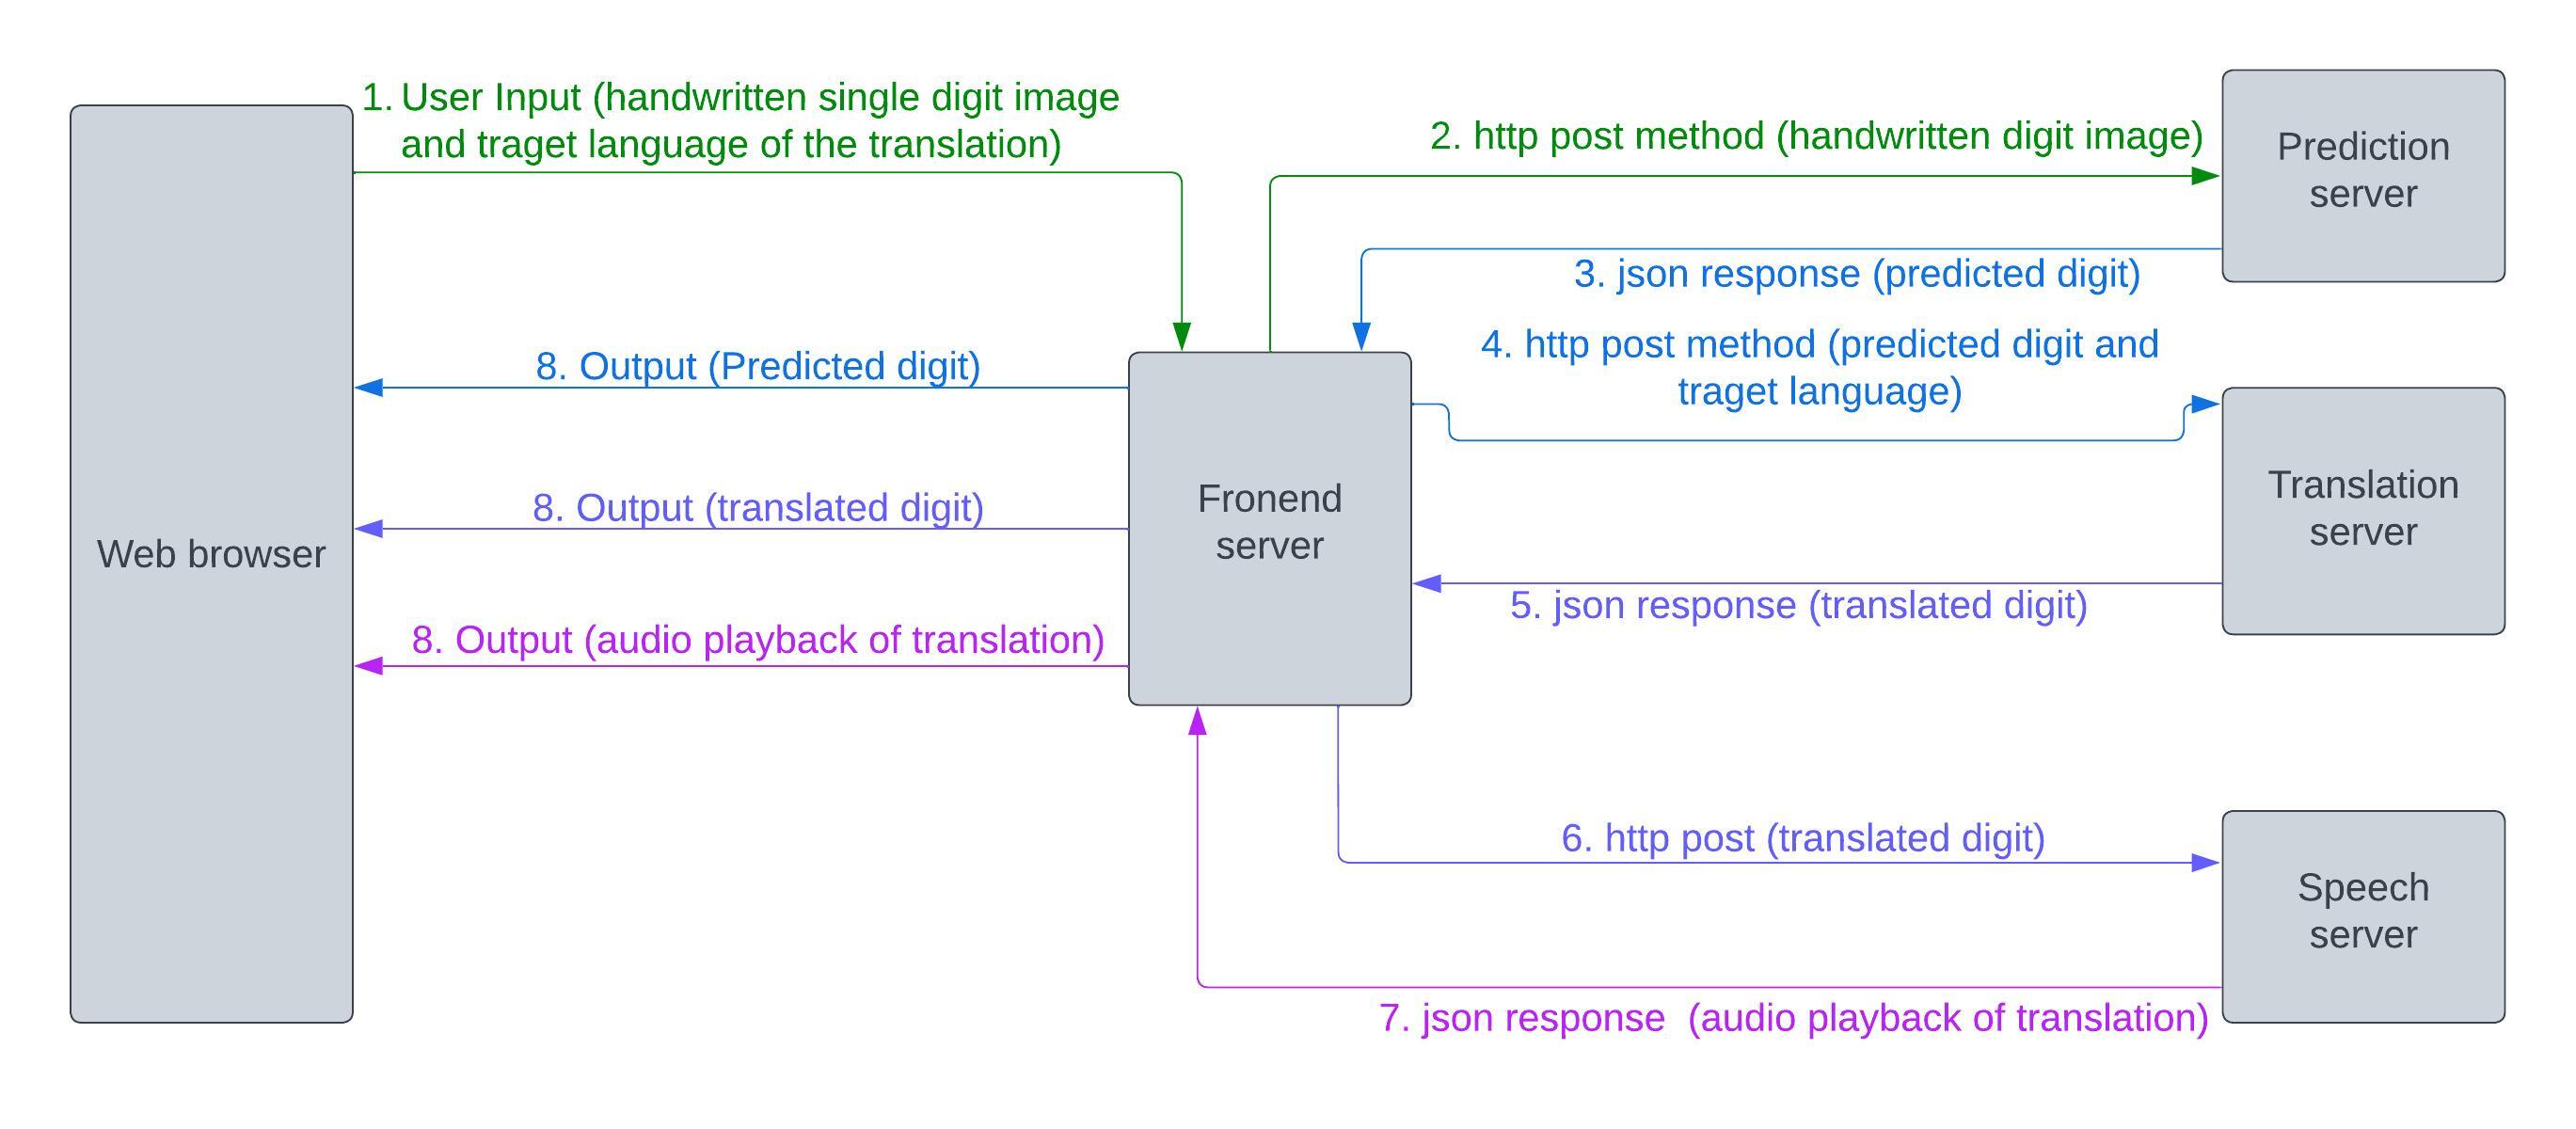 1. User Input (handwritten single digit image
and traget language of the translation)
2. http post method (handwritten digit image)
Prediction
server
3. json response (predicted digit)
4. http post method (predicted digit and
traget language)
8. Output (Predicted digit)
8. Output (translated digit)
8. Output (audio playback of translation)
Web browser
Fronend
server
Translation
server
5. json response (translated digit)
6. http post (translated digit)
Speech
server
7. json response  (audio playback of translation)